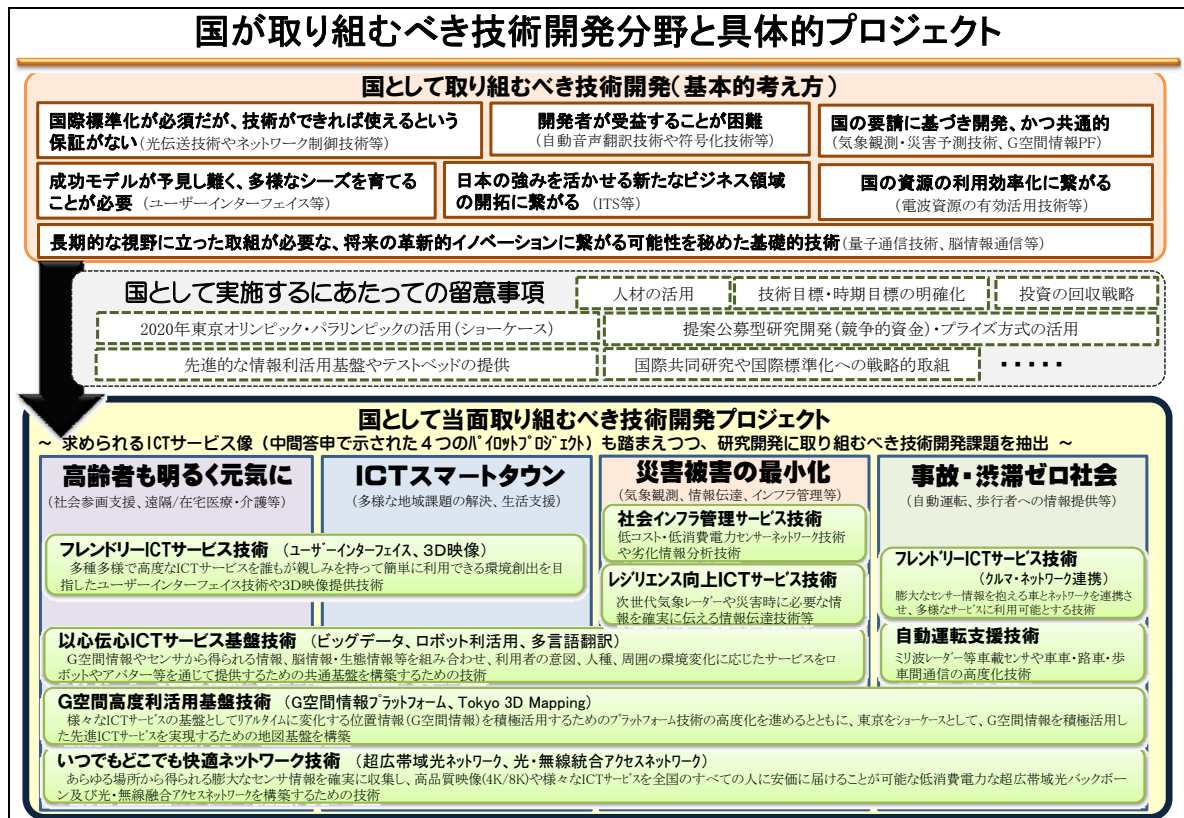 国が取り組むべき技術開発分野と具体的プロジェクト
国として取り組むべき技術開発(基本的考え方)
国際標準化が必須だが、技術ができれば使えるという
保証がない(光伝送技術やネットワーク制御技術等)
開発者が受益することが困難
(自動音声翻訳技術や符号化技術等)
国の要請に基づき開発、かつ共通的
(気象観測・災害予測技術、G空間情報PF)
成功モデルが予見し難く、多様なシーズを育てる
ことが必要 (ユーザーインターフェイス等)
日本の強みを活かせる新たなビジネス領域
の開拓に繋がる (ITS等)
国の資源の利用効率化に繋がる
(電波資源の有効活用技術等)
長期的な視野に立った取組が必要な、将来の革新的イノベーションに繋がる可能性を秘めた基礎的技術(量子通信技術、脳情報通信等)
国として実施するにあたっての留意事項
人材の活用
技術目標・時期目標の明確化
投資の回収戦略
2020年東京オリンピック・パラリンピックの活用(ショーケース)
提案公募型研究開発(競争的資金)・プライズ方式の活用
先進的な情報利活用基盤やテストベッドの提供
国際共同研究や国際標準化への戦略的取組
・・・・・
国として当面取り組むべき技術開発プロジェクト
~ 求められるICTサービス像(中間答申で示された4つのパイロットプロジェクト)も踏まえつつ、研究開発に取り組むべき技術開発課題を抽出 ~
高齢者も明るく元気に
(社会参画支援、遠隔/在宅医療・介護等)
ICTスマートタウン
(多様な地域課題の解決、生活支援)
災害被害の最小化
(気象観測、情報伝達、インフラ管理等)
事故・渋滞ゼロ社会
(自動運転、歩行者への情報提供等)
社会インフラ管理サービス技術
低コスト・低消費電力センサーネットワーク技術
や劣化情報分析技術
フレンドリーICTサービス技術 (ユーザーインターフェイス、3D映像)
多種多様で高度なICTサービスを誰もが親しみを持って簡単に利用できる環境創出を目
指したユーザーインターフェイス技術や3D映像提供技術
レジリエンス向上ICTサービス技術
次世代気象レーダーや災害時に必要な情
報を確実に伝える情報伝達技術等
フレンドリーICTサービス技術
(クルマ・ネットワーク連携)
膨大なセンサー情報を抱える車とネットワークを連携さ
せ、多様なサービスに利用可能とする技術
以心伝心ICTサービス基盤技術 (ビッグデータ、ロボット利活用、多言語翻訳)
G空間情報やセンサから得られる情報、脳情報・生態情報等を組み合わせ、利用者の意図、人種、周囲の環境変化に応じたサービスをロ
ボットやアバター等を通じて提供するための共通基盤を構築するための技術
自動運転支援技術
ミリ波レーダー等車載センサや車車・路車・歩
車間通信の高度化技術
G空間高度利活用基盤技術 (G空間情報プラットフォーム、Tokyo 3D Mapping)
様々なICTサービスの基盤としてリアルタイムに変化する位置情報(G空間情報)を積極活用するためのプラットフォーム技術の高度化を進めるとともに、東京をショーケースとして、G空間情報を積極活用し
た先進ICTサービスを実現するための地図基盤を構築
いつでもどこでも快適ネットワーク技術 (超広帯域光ネットワーク、光・無線統合アクセスネットワーク)
あらゆる場所から得られる膨大なセンサ情報を確実に収集し、高品質映像(4K/8K)や様々なICTサービスを全国のすべての人に安価に届けることが可能な低消費電力な超広帯域光バックボー
ン及び光・無線融合アクセスネットワークを構築するための技術